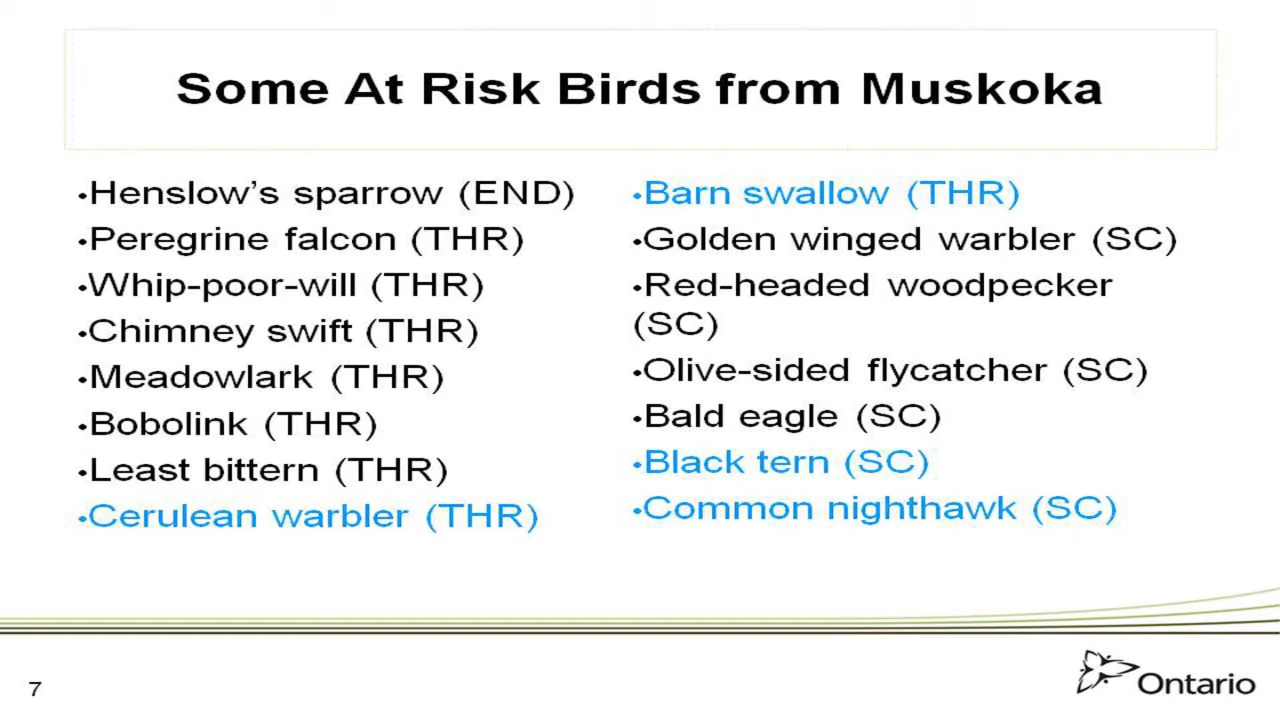 Some At Risk Birds from Muskoka
•Henslow’s sparrow (END)
•Peregrine falcon (THR)
•Whip-poor-will (THR)
•Chimney swift (THR)
•Meadowlark (THR)
•Bobolink (THR)
•Least bittern (THR)
•Cerulean warbler (THR)
•Barn swallow (THR)
•Golden winged warbler (SC)
•Red-headed woodpecker
(SC)
•Olive-sided flycatcher (SC)
•Bald eagle (SC)
•Black tern (SC)
•Common nighthawk (SC)
7
Ontario